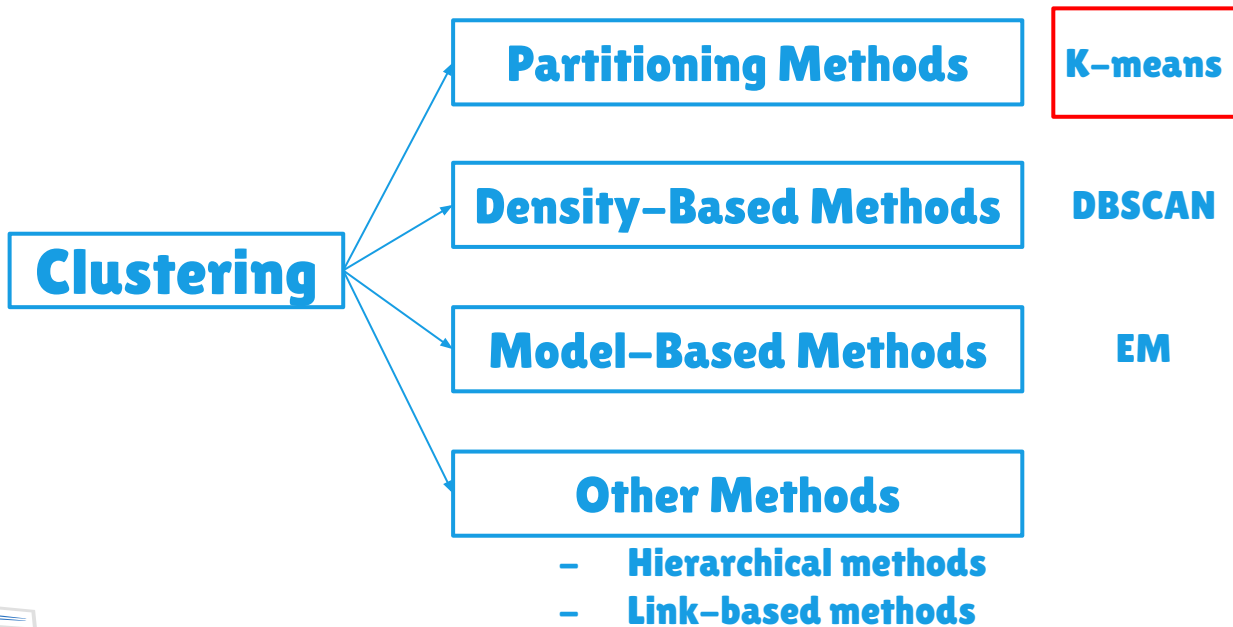 Partitioning Methods
K-means
Density-Based Methods
DBSCAN
Clustering
Model-Based Methods
EM
Other Methods
- Hierarchical methods
- Link-based methods